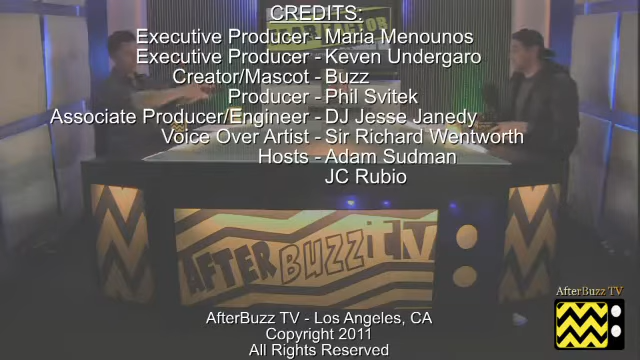 CREDITS:
Executive Producer - Maria Menounos
Executive Producer - Keven Undergaro
Creator/Mascot - Buzz
Producer - Phil Svitek
Associate Producer/Engineer - DJ Jesse Janedy
Voice Over Artist - Sir Richard Wentworth
Hosts - Adam Sudman
JC Rubio
AFTERBUZZ TV
AfterBuzz TV
AfterBuzz TV - Los Angeles, CA
Copyright 2011
All Rights Reserved